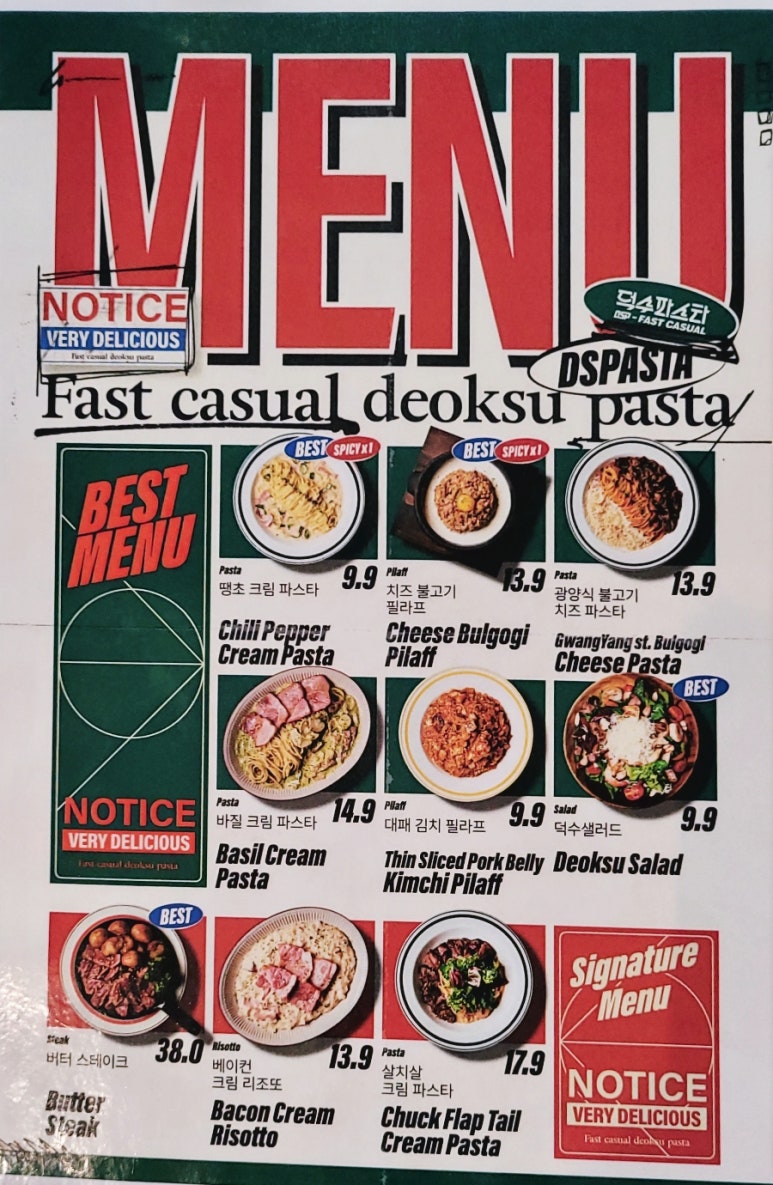 MENU
NOTICE
VERY DELICIOUS
Fast casual deoksu pasta
덕수파스타
DSP - FAST CASUAL
DSPASTA
Fast casual deoksu pasta
BEST
MENU
NOTICE
VERY DELICIOUS
Fast casual deoksu pasta
BEST SPICY x1
Pasta
땡초 크림 파스타 9.9
Chili Pepper
Cream Pasta
BEST SPICY x1
Pilaff
치즈 불고기 13.9
필라프
Cheese Bulgogi
Pilaff
Pasta
광양식 불고기 13.9
치즈 파스타
GwangYang st. Bulgogi
Cheese Pasta
Pasta
바질 크림 파스타 14.9
Basil Cream
Pasta
Pilaff
대패 김치 필라프 9.9
Thin Sliced Pork Belly
Kimchi Pilaff
BEST
Salad
덕수샐러드 9.9
Deoksu Salad
BEST
Steak
버터 스테이크 38.0
Butter
Steak
Risotto
베이컨 13.9
크림 리조또
Bacon Cream
Risotto
Pasta
살치살 17.9
크림 파스타
Chuck Flap Tail
Cream Pasta
Signature
Menu
NOTICE
VERY DELICIOUS
Fast casual deoksu pasta